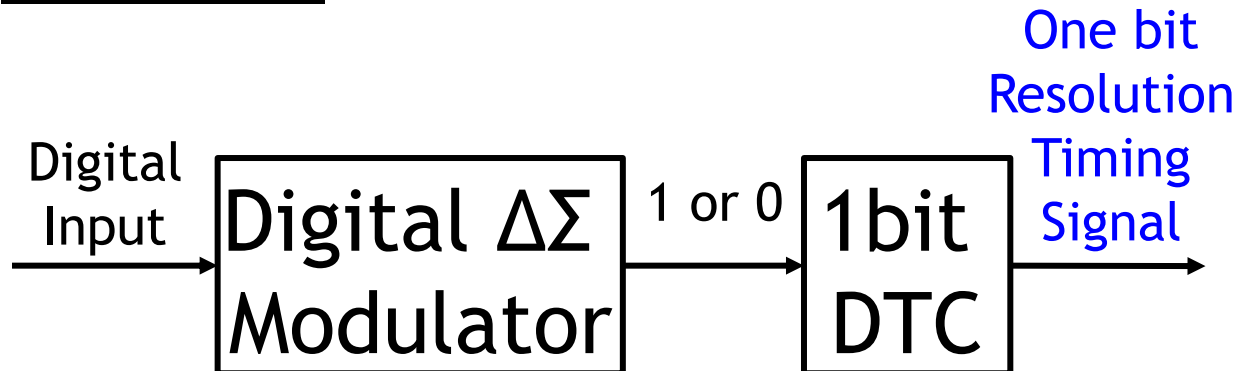 Digital
Input
Digital ΔΣ
Modulator
1 or 0
1bit
DTC
One bit
Resolution
Timing
Signal